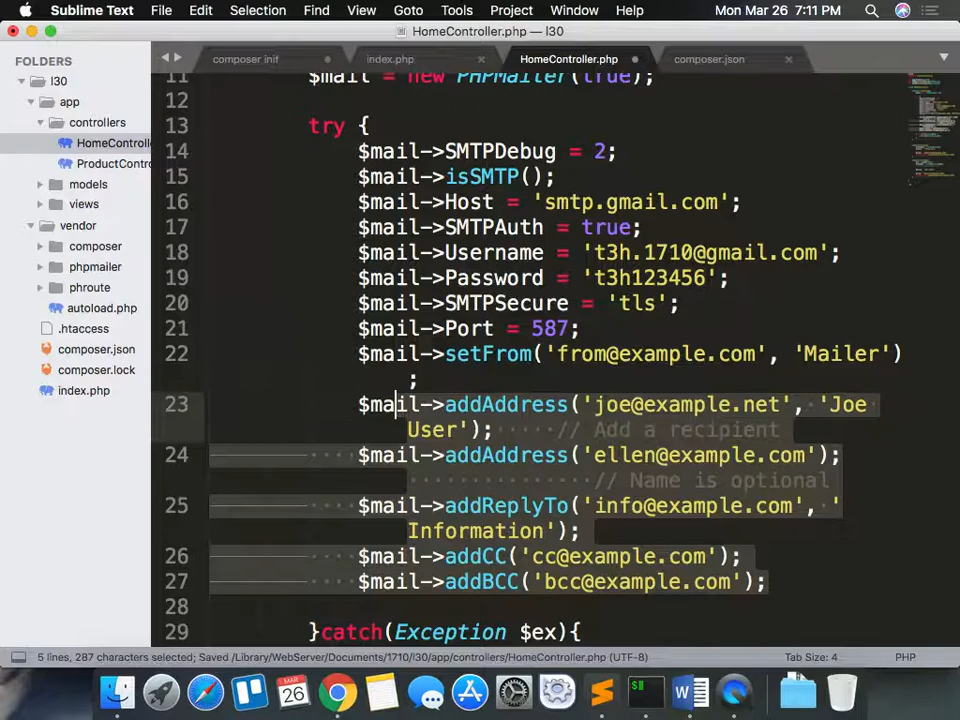 Sublime Text File Edit Selection Find View Goto Tools Project Window Help Mon Mar 26 7:11 PM
HomeController.php — l30
FOLDERS
l30
app
controllers
HomeControll
ProductContro
models
views
vendor
composer
phpmailer
phroute
autoload.php
.htaccess
composer.json
composer.lock
index.php
composer init index.php HomeController.php composer.json
11 $mail = new PHPMailer(true);
12
13 try {
14 $mail->SMTPDebug = 2;
15 $mail->isSMTP();
16 $mail->Host = 'smtp.gmail.com';
17 $mail->SMTPAuth = true;
18 $mail->Username = 't3h.1710@gmail.com';
19 $mail->Password = 't3h123456';
20 $mail->SMTPSecure = 'tls';
21 $mail->Port = 587;
22 $mail->setFrom('from@example.com', 'Mailer')
;
23 $mail->addAddress('joe@example.net', 'Joe
User'); // Add a recipient
24 $mail->addAddress('ellen@example.com');
// Name is optional
25 $mail->addReplyTo('info@example.com', '
Information');
26 $mail->addCC('cc@example.com');
27 $mail->addBCC('bcc@example.com');
28
29 }catch(Exception $ex){
5 lines, 287 characters selected; Saved /Library/WebServer/Documents/1710/l30/app/controllers/HomeController.php (UTF-8) Tab Size: 4 PHP
MAR
26